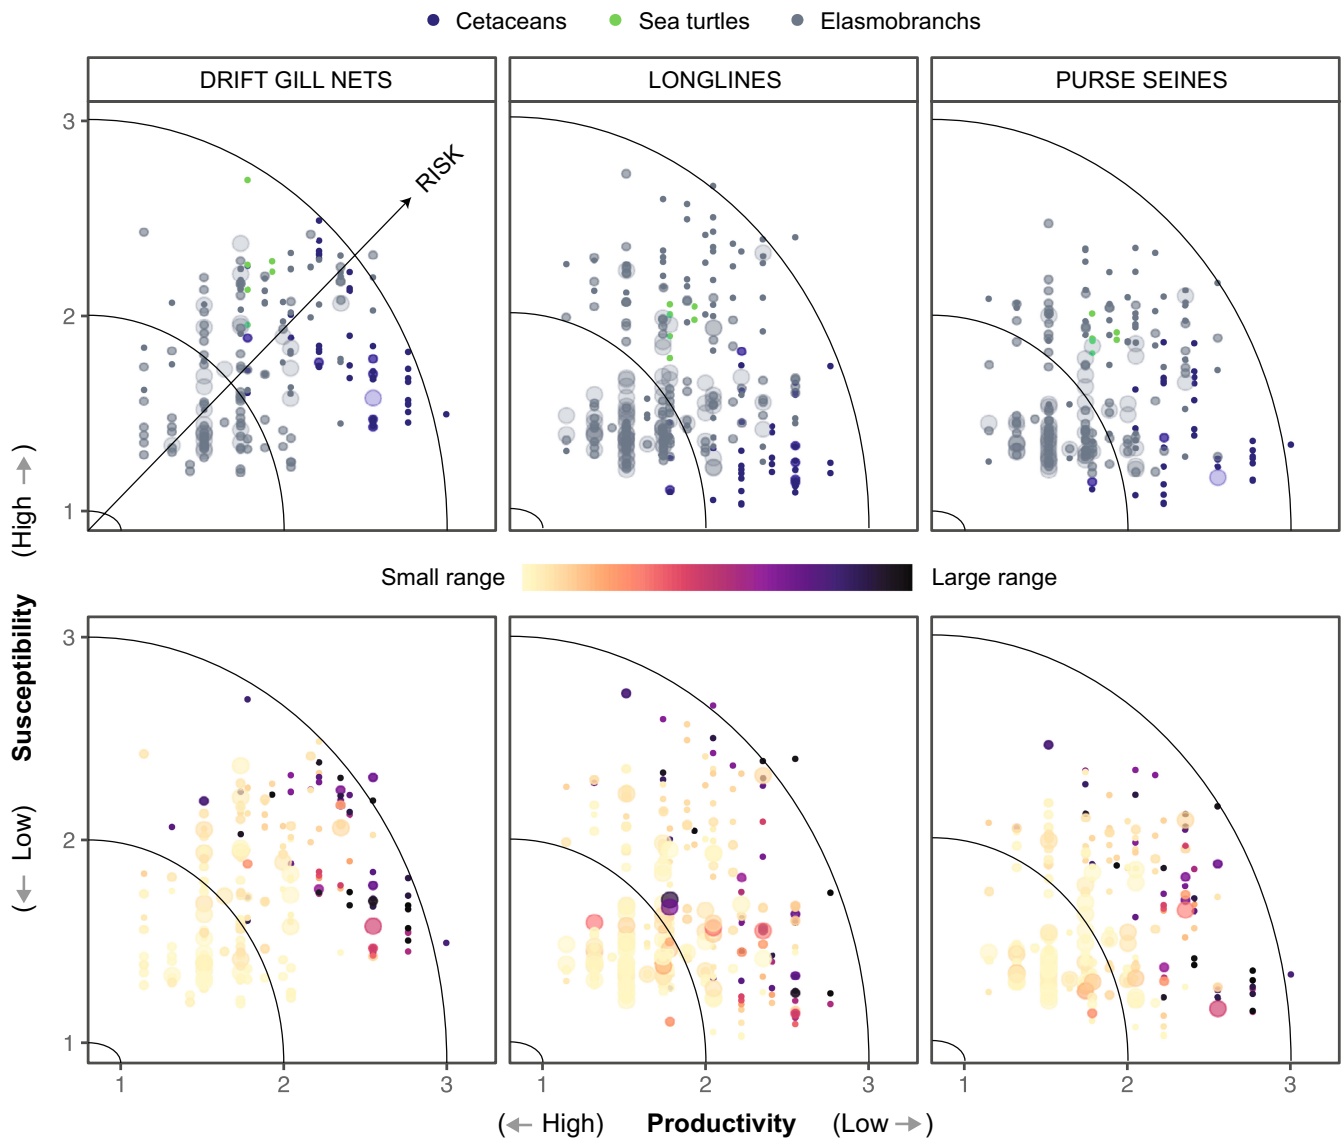 Cetaceans Sea turtles Elasmobranchs
DRIFT GILL NETS LONGLINES PURSE SEINES
3
RISK
2
1
Small range Large range
3
2
1
1 2 3 1 2 3 1 2 3
(← Low) Susceptibility (High →)
(← High) Productivity (Low →)